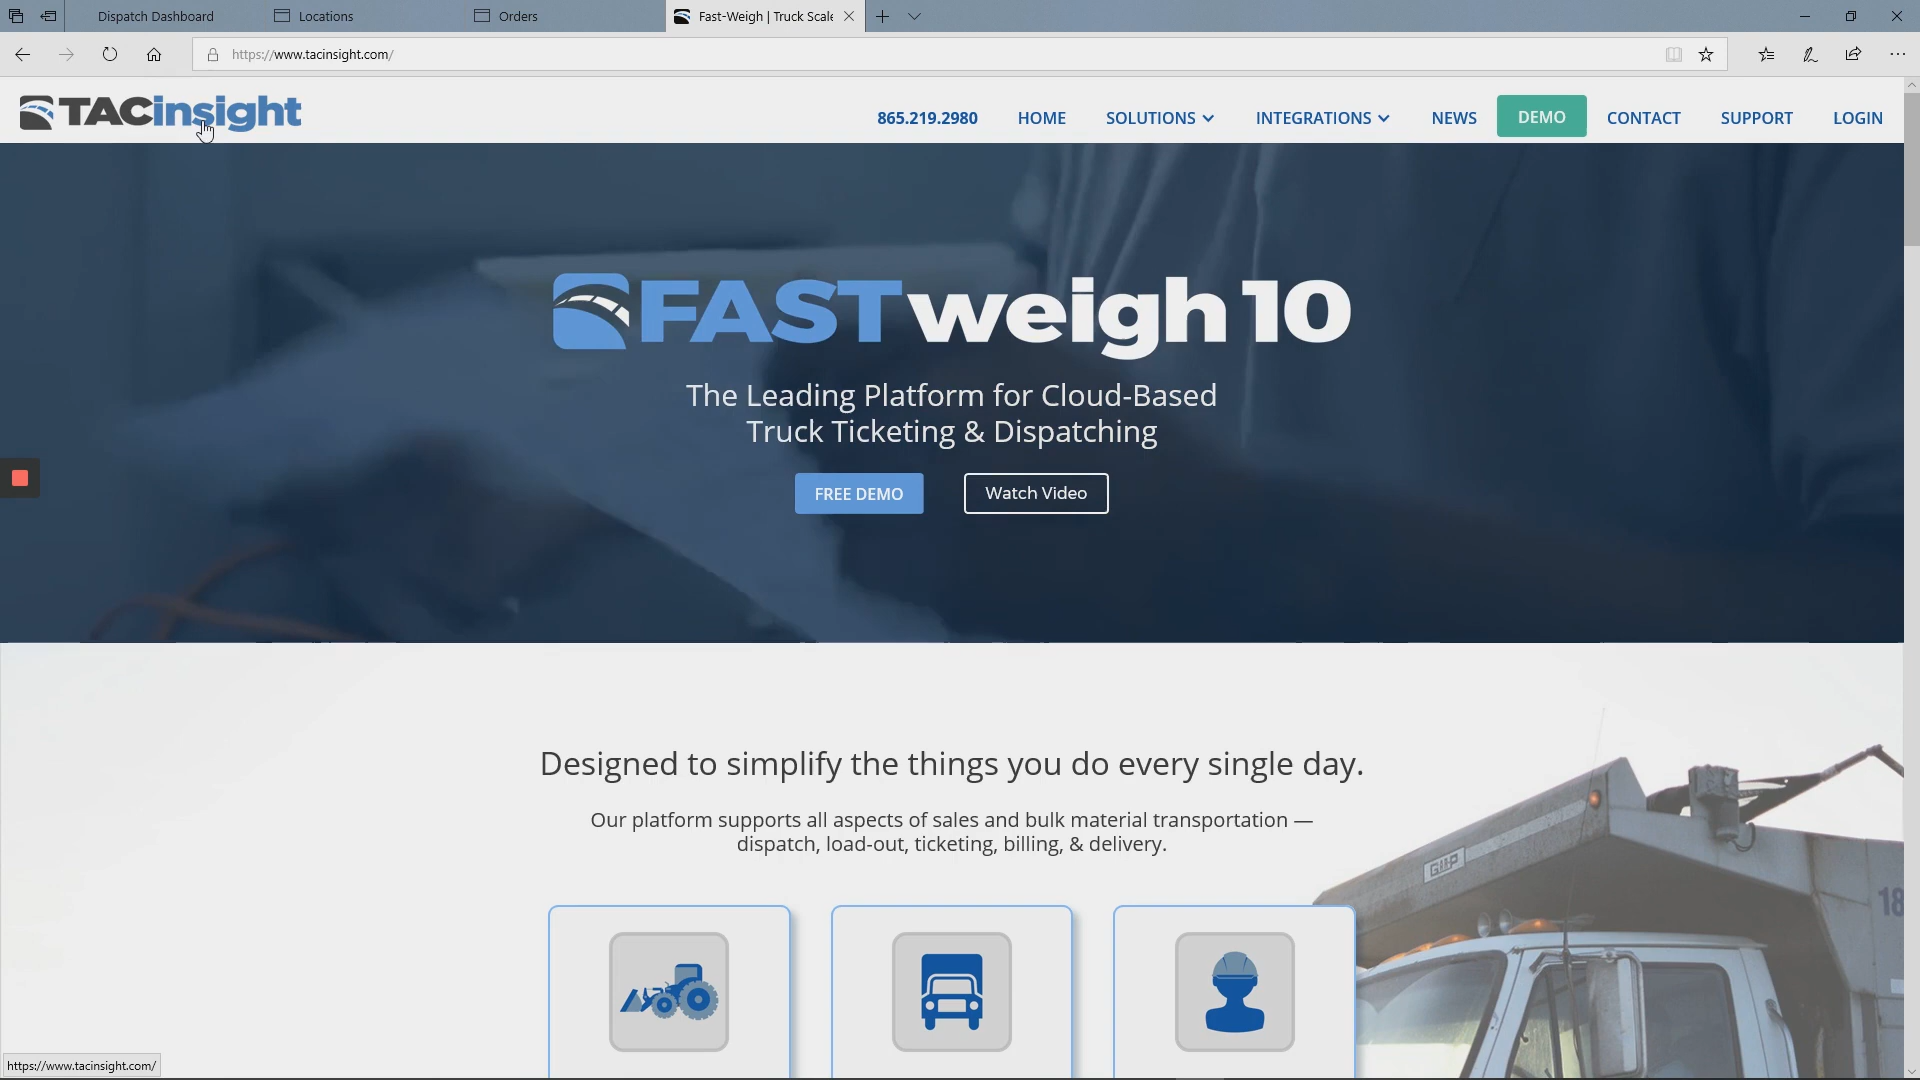 Dispatch Dashboard
Locations
Orders
Fast-Weigh | Truck Scale
https://www.tacinsight.com/
TACinsight
865.219.2980
HOME
SOLUTIONS
INTEGRATIONS
NEWS
DEMO
CONTACT
SUPPORT
LOGIN
FASTweigh 10
The Leading Platform for Cloud-Based
Truck Ticketing & Dispatching
FREE DEMO
Watch Video
Designed to simplify the things you do every single day.
Our platform supports all aspects of sales and bulk material transportation —
dispatch, load-out, ticketing, billing, & delivery.
GMP
18
https://www.tacinsight.com/